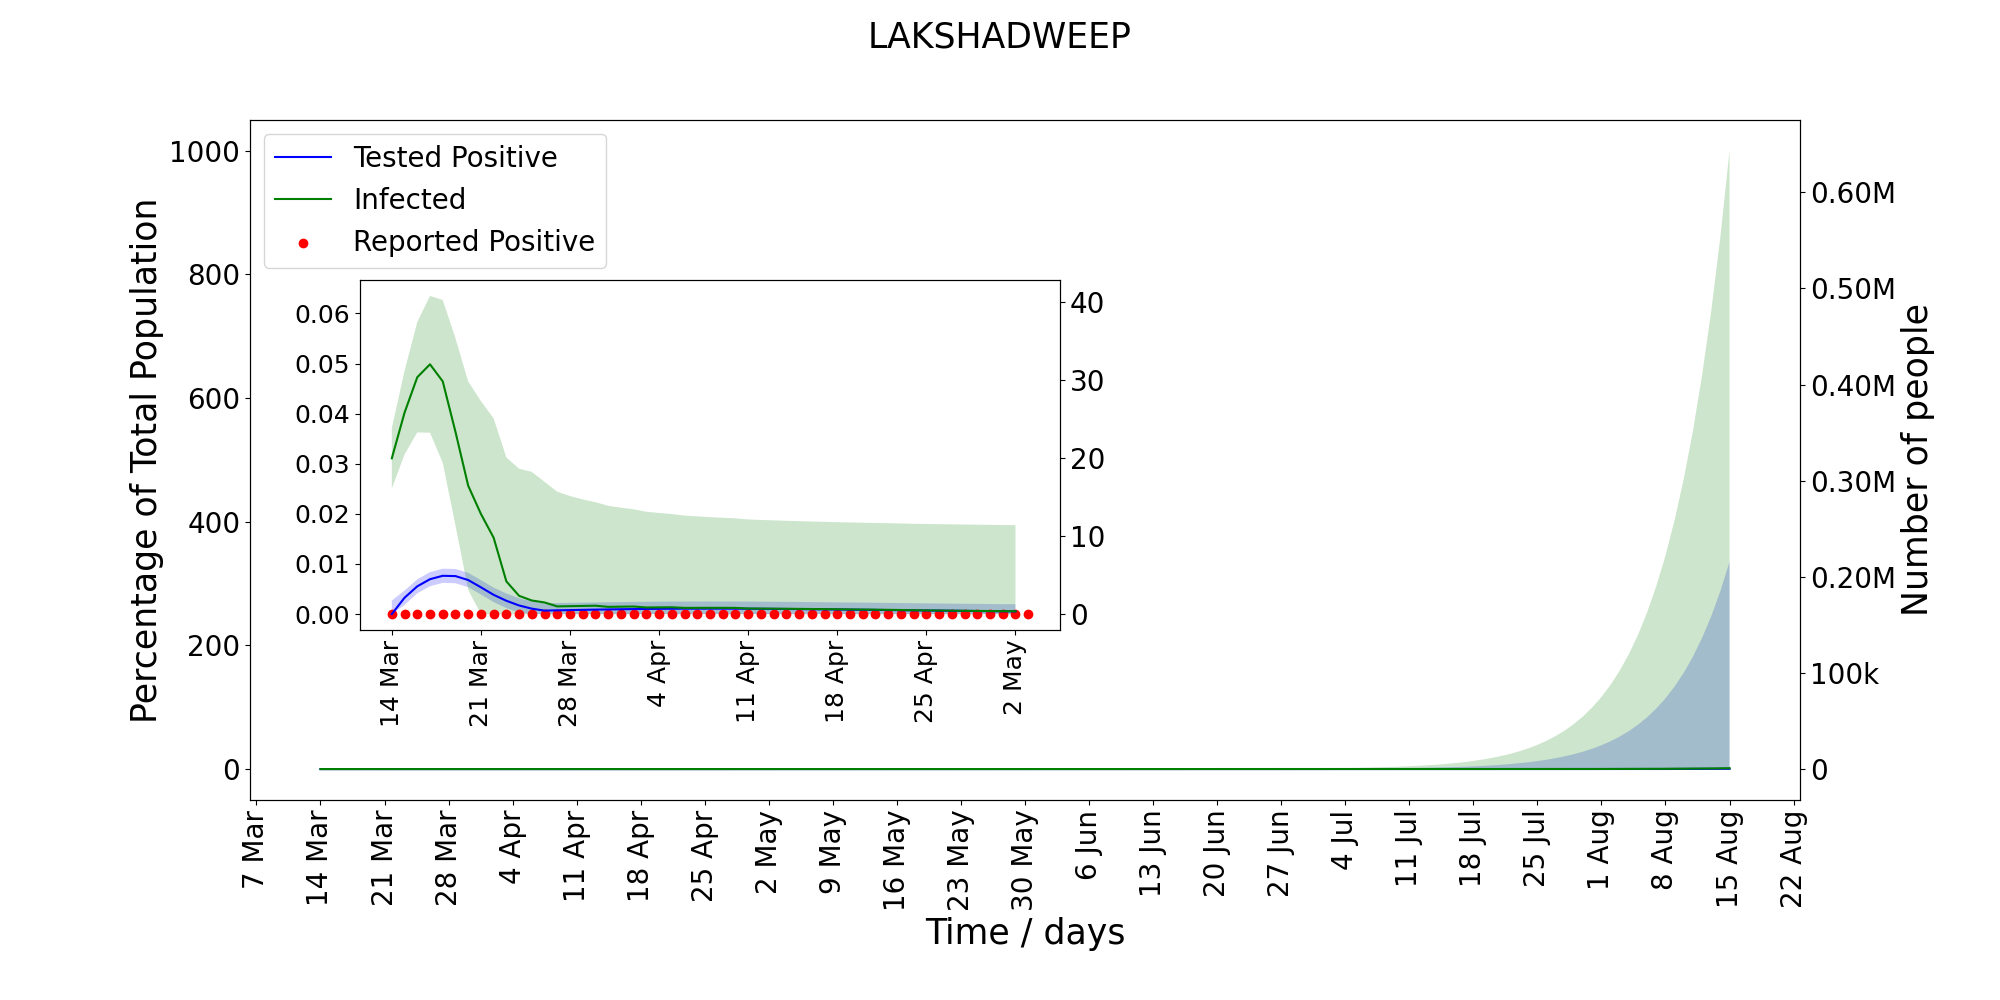 LAKSHADWEEP
Tested Positive
Infected
Reported Positive
Percentage of Total Population
1000
800
600
400
200
0
0.06
0.05
0.04
0.03
0.02
0.01
0.00
40
30
20
10
0
14 Mar
21 Mar
28 Mar
4 Apr
11 Apr
18 Apr
25 Apr
2 May
0.60M
0.50M
0.40M
0.30M
0.20M
100k
0
Number of people
7 Mar
14 Mar
21 Mar
28 Mar
4 Apr
11 Apr
18 Apr
25 Apr
2 May
9 May
16 May
23 May
30 May
6 Jun
13 Jun
20 Jun
27 Jun
4 Jul
11 Jul
18 Jul
25 Jul
1 Aug
8 Aug
15 Aug
22 Aug
Time / days